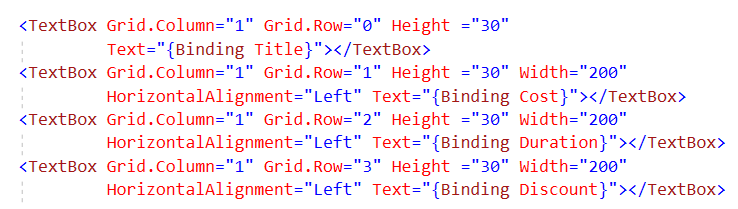 <TextBox Grid.Column="1" Grid.Row="0" Height ="30"
Text="{Binding Title}"></TextBox>
<TextBox Grid.Column="1" Grid.Row="1" Height ="30" Width="200"
HorizontalAlignment="Left" Text="{Binding Cost}"></TextBox>
<TextBox Grid.Column="1" Grid.Row="2" Height ="30" Width="200"
HorizontalAlignment="Left" Text="{Binding Duration}"></TextBox>
<TextBox Grid.Column="1" Grid.Row="3" Height ="30" Width="200"
HorizontalAlignment="Left" Text="{Binding Discount}"></TextBox>